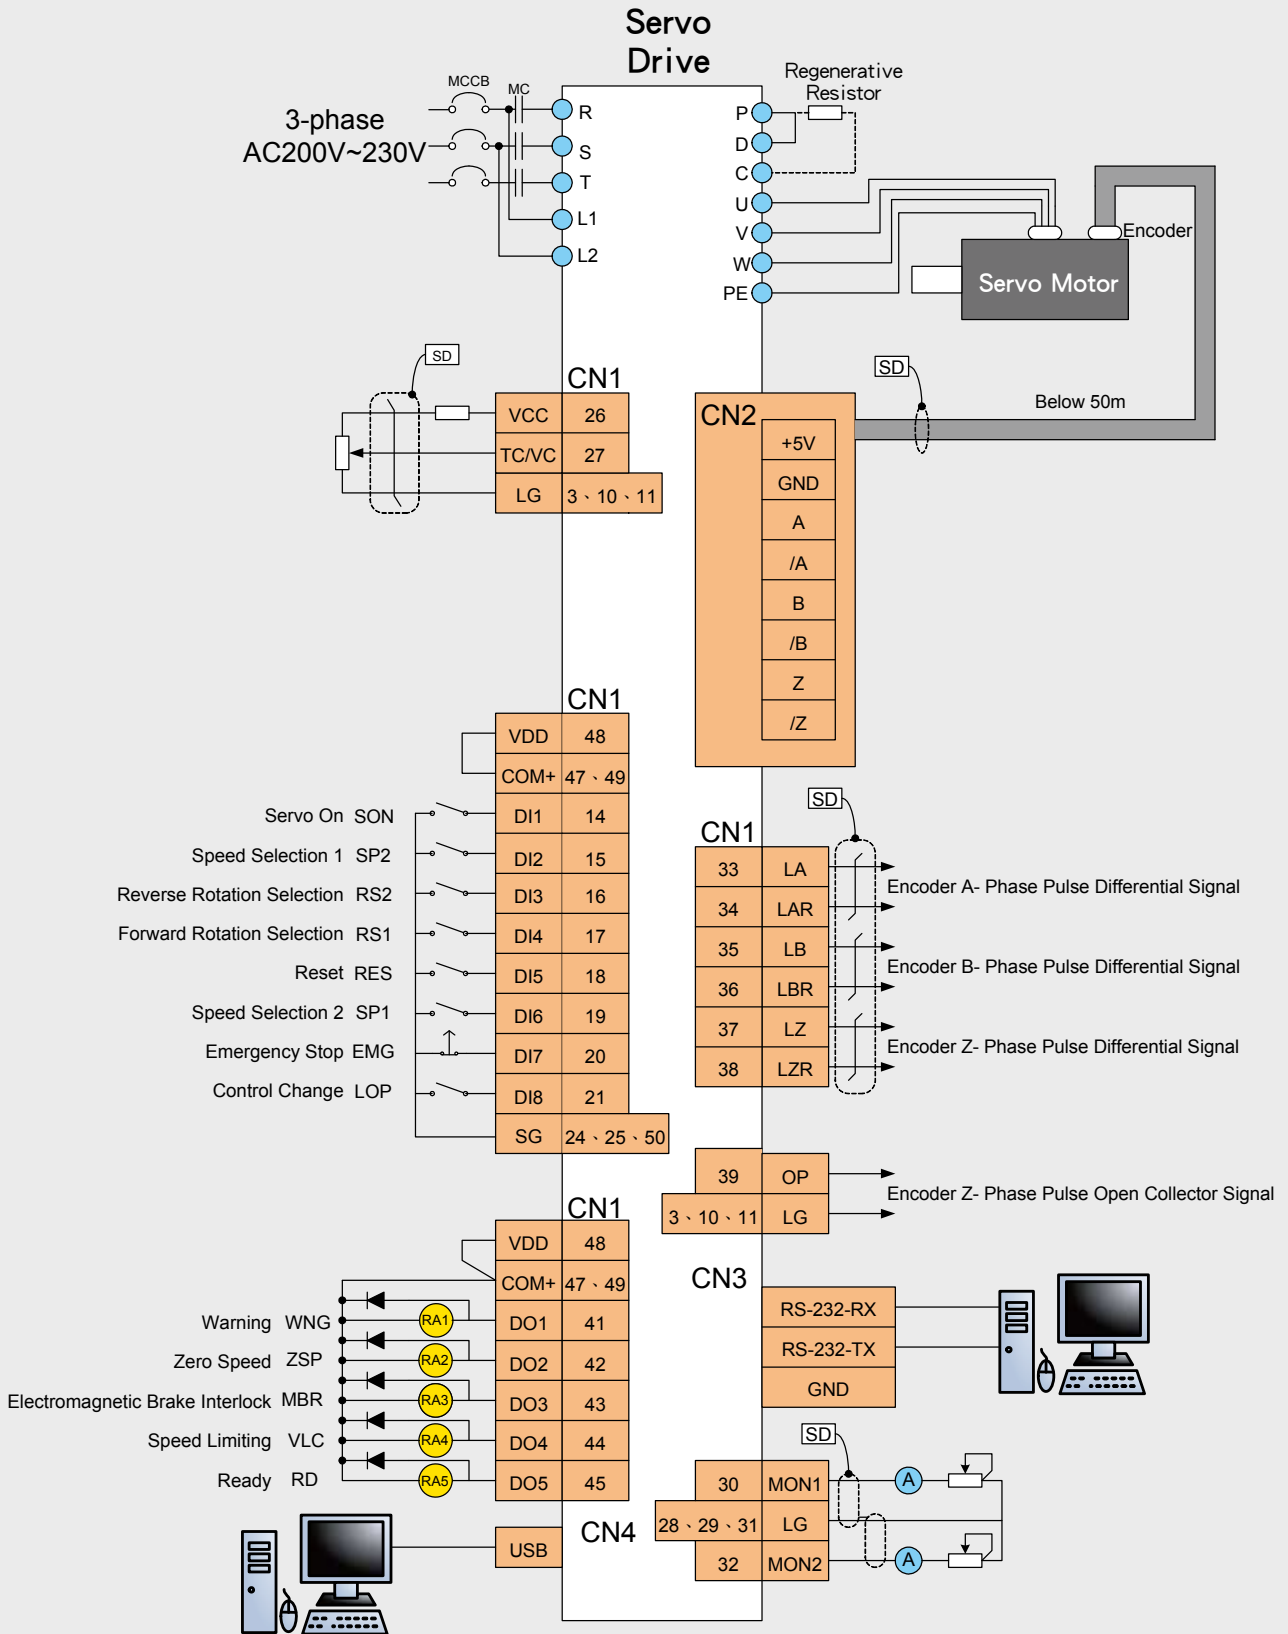 Servo
Drive
MCCB
MC
Regenerative
Resistor
3-phase
AC200V~230V
R
S
T
L1
L2
P
D
C
U
V
W
PE
Encoder
Servo Motor
SD
CN1
VCC 26
TC/VC 27
LG 3、10、11
SD
Below 50m
CN2
+5V
GND
A
/A
B
/B
Z
/Z
CN1
VDD 48
COM+ 47、49
Servo On SON DI1 14
Speed Selection 1 SP2 DI2 15
Reverse Rotation Selection RS2 DI3 16
Forward Rotation Selection RS1 DI4 17
Reset RES DI5 18
Speed Selection 2 SP1 DI6 19
Emergency Stop EMG DI7 20
Control Change LOP DI8 21
SG 24、25、50
SD
CN1
33 LA
Encoder A- Phase Pulse Differential Signal
34 LAR
35 LB
Encoder B- Phase Pulse Differential Signal
36 LBR
37 LZ
Encoder Z- Phase Pulse Differential Signal
38 LZR
39 OP
Encoder Z- Phase Pulse Open Collector Signal
3、10、11 LG
CN1
VDD 48
COM+ 47、49
Warning WNG RA1 DO1 41
Zero Speed ZSP RA2 DO2 42
Electromagnetic Brake Interlock MBR RA3 DO3 43
Speed Limiting VLC RA4 DO4 44
Ready RD RA5 DO5 45
CN3
RS-232-RX
RS-232-TX
GND
SD
30 MON1 A
28、29、31 LG
32 MON2 A
CN4
USB